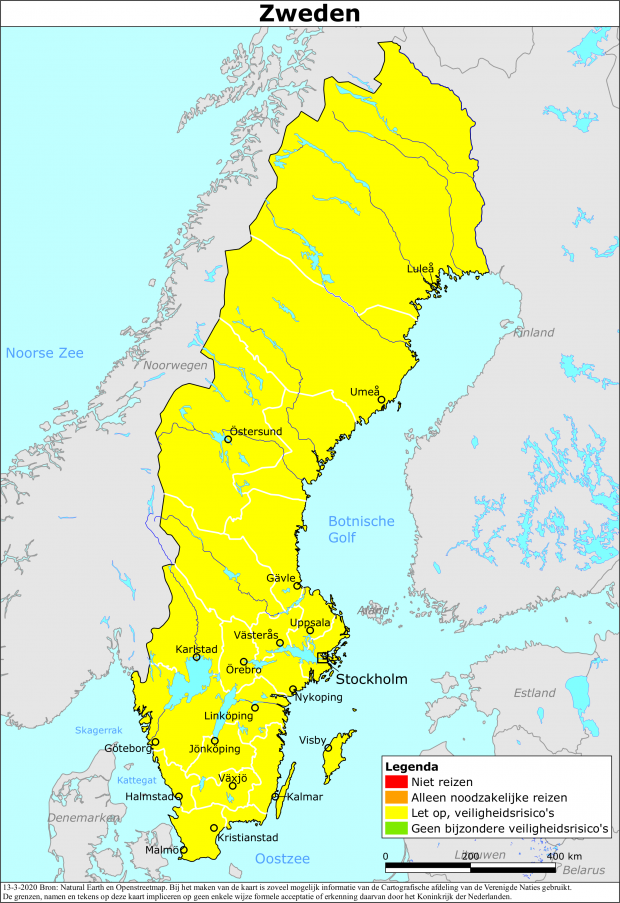 Zweden
Luleå
Finland
Noorse Zee
Noorwegen
Umeå
Östersund
Botnische
Golf
Gävle
Åland
Uppsala
Västerås
Karlstad
Örebro
Stockholm
Nykoping
Estland
Linköping
Skagerrak
Göteborg
Jönkoping
Visby
Kattegat
Växjö
Halmstad
Kalmar
Denemarken
Kristianstad
Malmö
Oostzee
Legenda
Niet reizen
Alleen noodzakelijke reizen
Let op, veiligheidsrisico's
Geen bijzondere veiligheidsrisico's
0 200 400 km
Litouwen
Belarus
13-3-2020 Bron: Natural Earth en Openstreetmap. Bij het maken van de kaart is zoveel mogelijk informatie van de Cartografische afdeling van de Verenigde Naties gebruikt.
De grenzen, namen en tekens op deze kaart impliceren op geen enkele wijze formele acceptatie of erkenning daarvan door het Koninkrijk der Nederlanden.